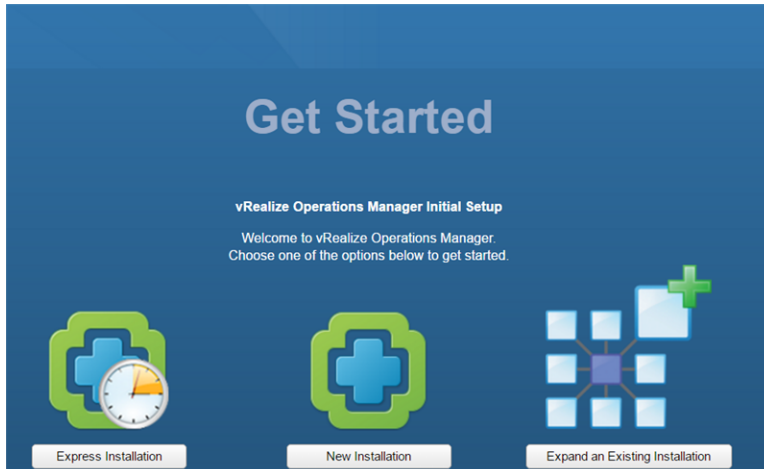 Get Started
vRealize Operations Manager Initial Setup
Welcome to vRealize Operations Manager.
Choose one of the options below to get started.
Express Installation
New Installation
Expand an Existing Installation